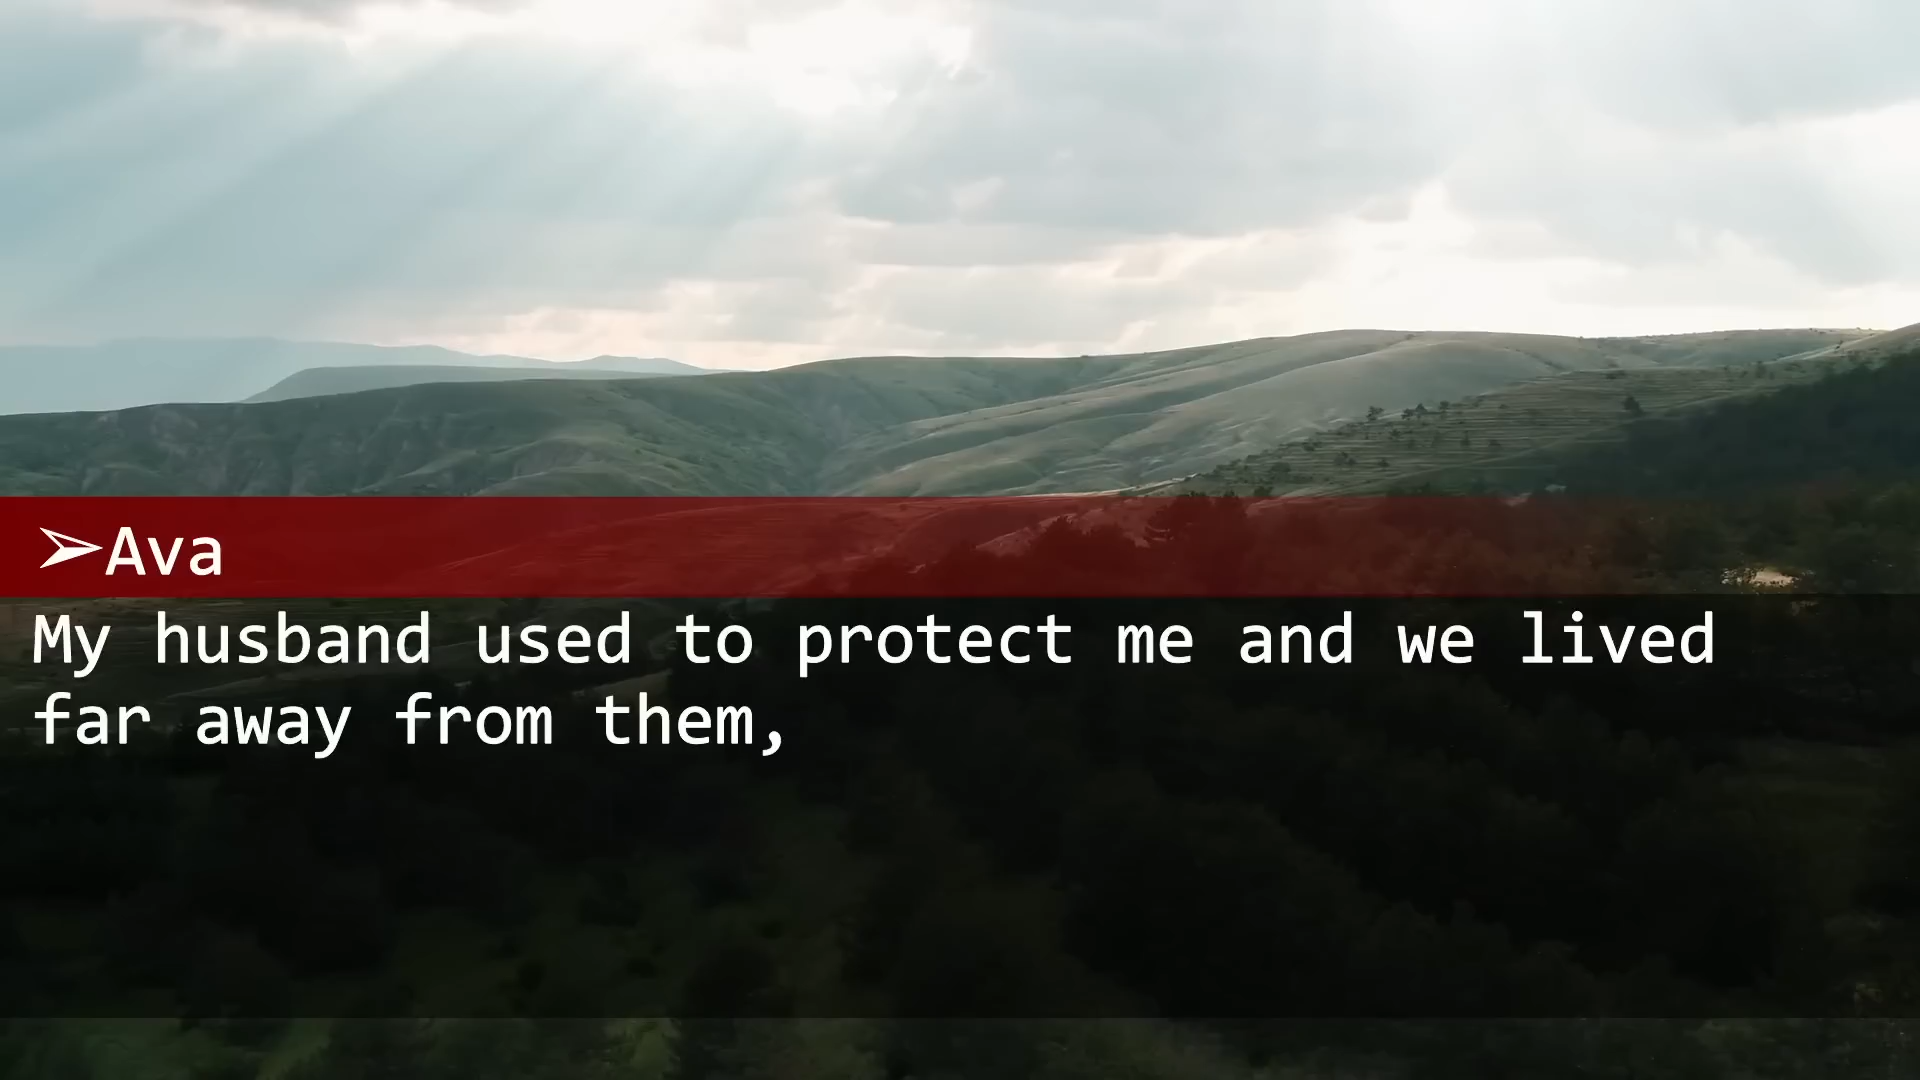 ➢Ava
My husband used to protect me and we lived
far away from them,